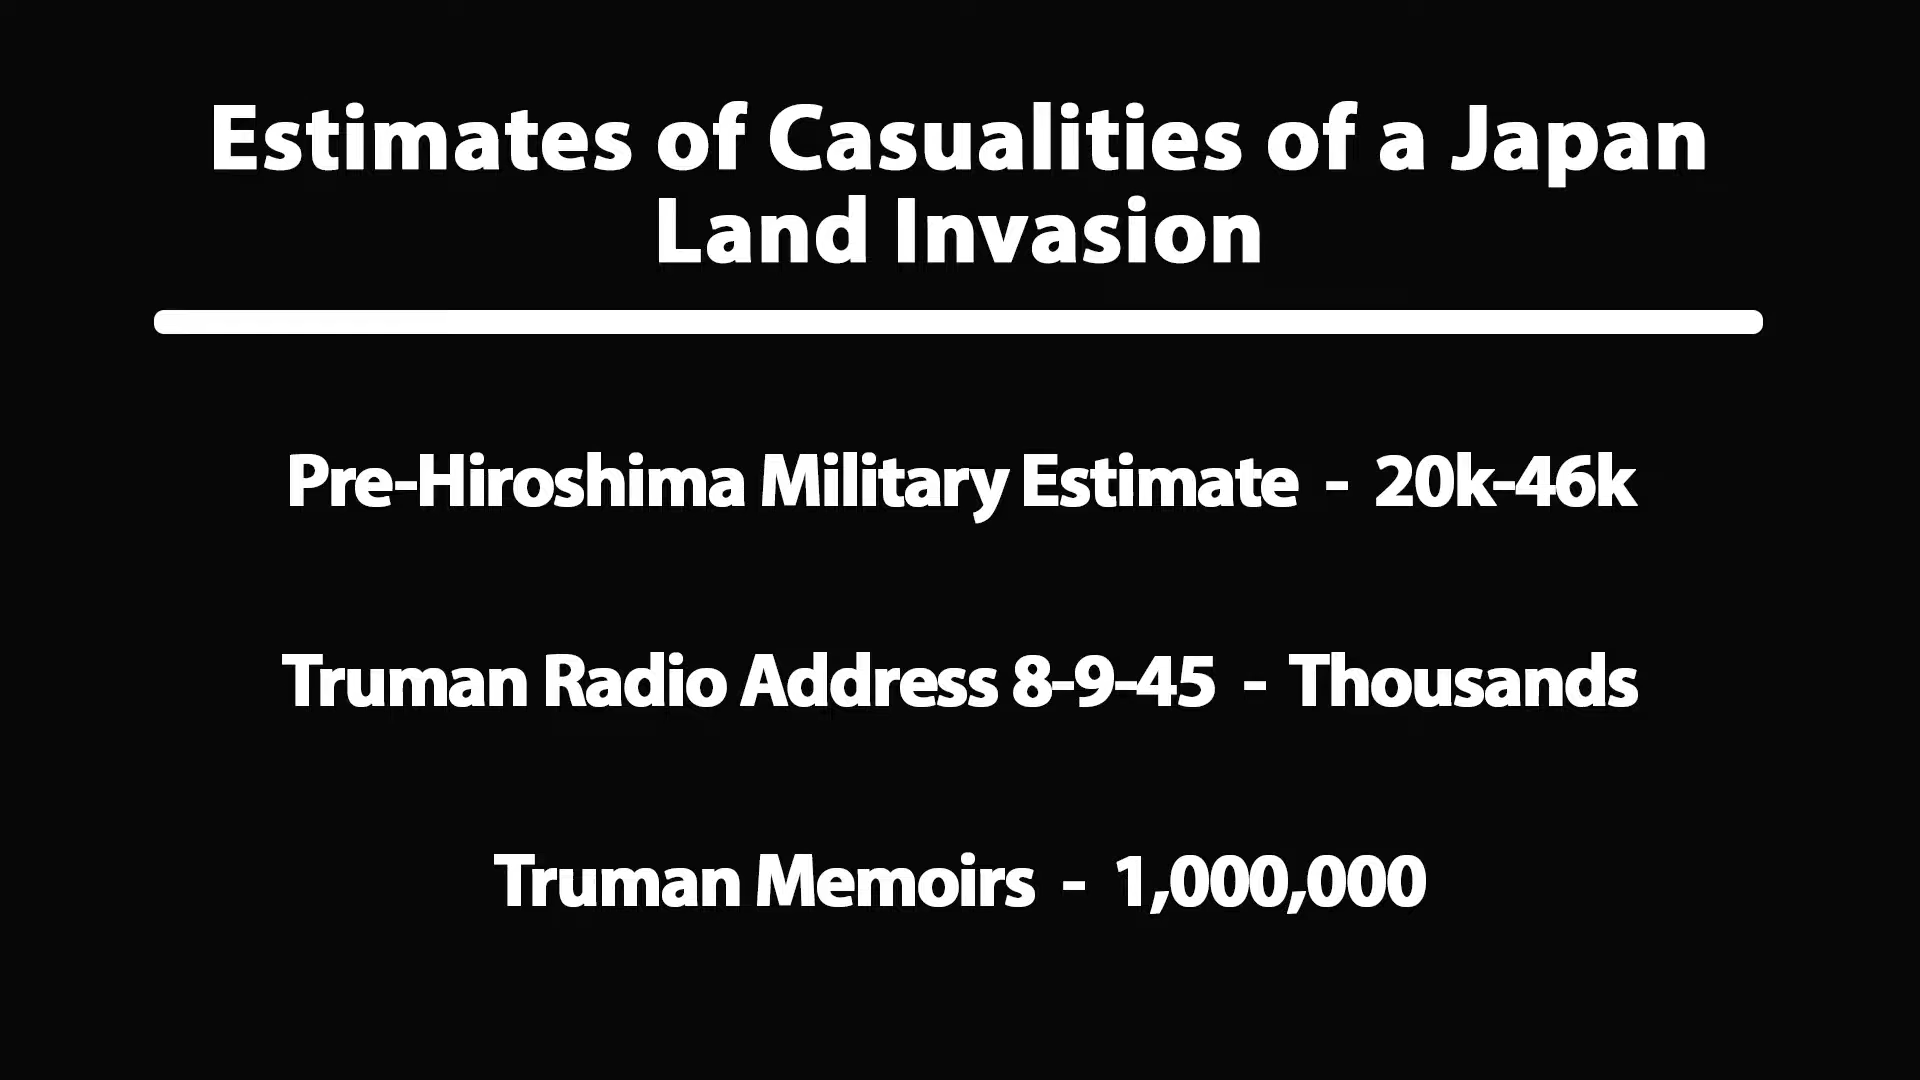 Estimates of Casualities of a Japan
Land Invasion
Pre-Hiroshima Military Estimate - 20k-46k
Truman Radio Address 8-9-45 - Thousands
Truman Memoirs - 1,000,000